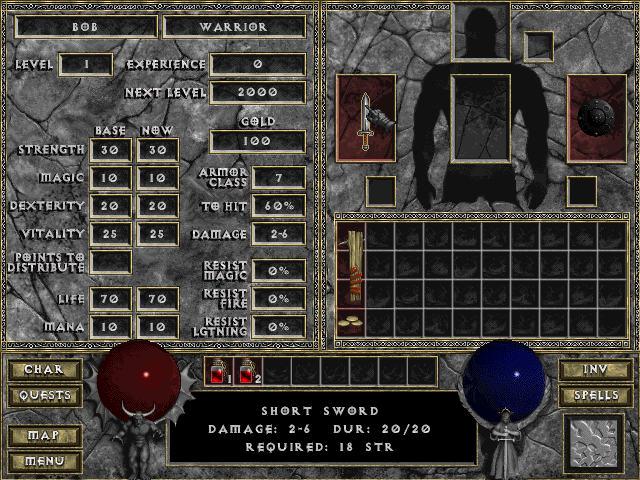 BOB WARRIOR
LEVEL 1 EXPERIENCE 0
NEXT LEVEL 2000
BASE NOW GOLD
100
STRENGTH 30 30
MAGIC 10 10 ARMOR CLASS 7
DEXTERITY 20 20 TO HIT 60%
VITALITY 25 25 DAMAGE 2-6
POINTS TO DISTRIBUTE
RESIST MAGIC 0%
LIFE 70 70 RESIST FIRE 0%
MANA 10 10 RESIST LGTNING 0%
CHAR
QUESTS
MAP
MENU
1 2
SHORT SWORD
DAMAGE: 2-6 DUR: 20/20
REQUIRED: 18 STR
INV
SPELLS